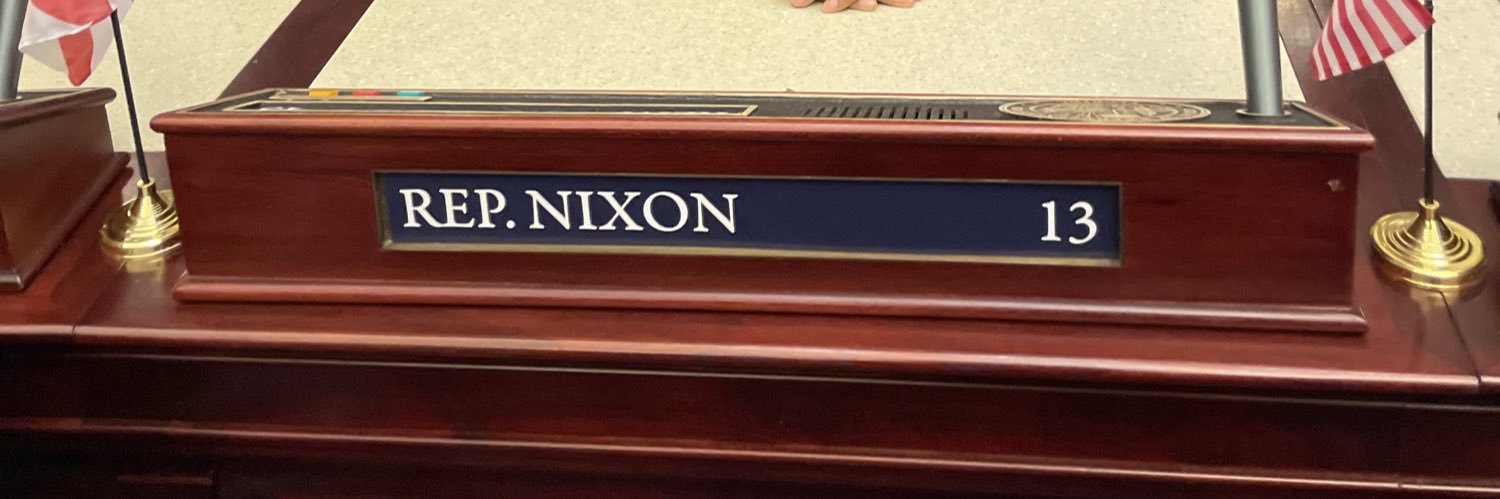 REP. NIXON 13